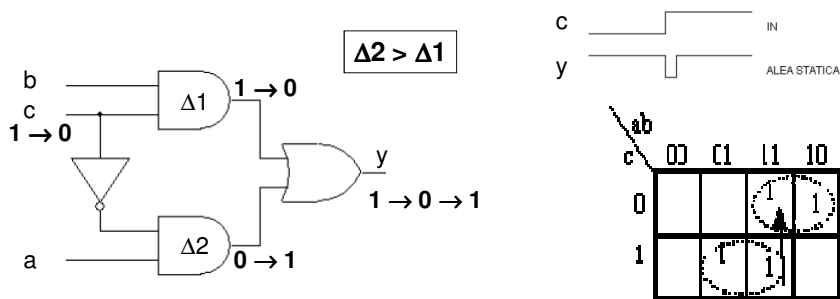 Δ2 > Δ1
b
c
1 → 0
Δ1
1 → 0
y
1 → 0 → 1
Δ2
0 → 1
a
c
IN
y
ALEA STATICA
ab
c
00 01 11 10
0
1 1
1
1 1